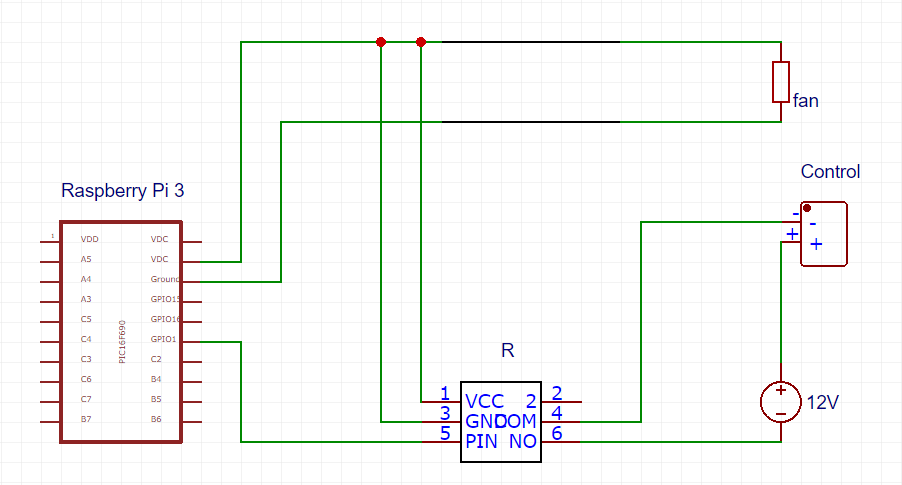 Raspberry Pi 3
1
VDD VDC
A5 VDC
A4 Ground
A3 GPIO15
C5 GPIO16
C4 GPIO1
C3 C2
C6 B4
C7 B5
B7 B6
PIC16F690
fan
Control
- -
+ +
R
1 VCC 2 2
3 GND COM 4
5 PIN NO 6
+
−
12V